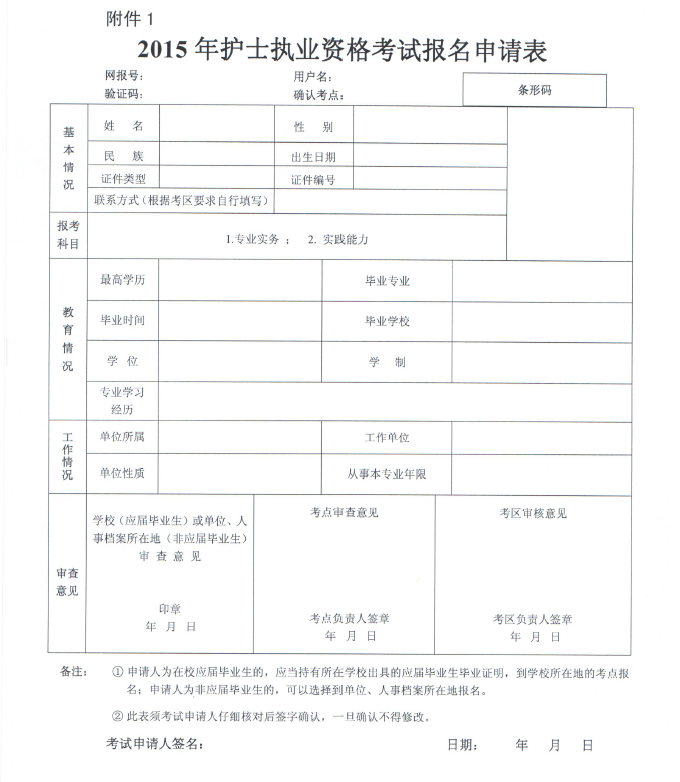 附件 1
2015 年护士执业资格考试报名申请表
网报号： 用户名：
验证码： 确认考点：
条形码
基本情况
姓 名 性 别
民 族 出生日期
证件类型 证件编号
联系方式（根据考区要求自行填写）
报考科目
1.专业实务 ； 2. 实践能力
教育情况
最高学历 毕业专业
毕业时间 毕业学校
学 位 学 制
专业学习
经历
工作情况
单位所属 工作单位
单位性质 从事本专业年限
审查
意见
学校（应届毕业生）或单位、人
事档案所在地（非应届毕业生）
审 查 意 见
印章
年 月 日
考点审查意见
考点负责人签章
年 月 日
考区审核意见
考区负责人签章
年 月 日
备注： ① 申请人为在校应届毕业生的，应当持有所在学校出具的应届毕业生毕业证明，到学校所在地的考点报
名；申请人为非应届毕业生的，可以选择到单位、人事档案所在地报名。
② 此表须考试申请人仔细核对后签字确认，一旦确认不得修改。
考试申请人签名： 日期： 年 月 日